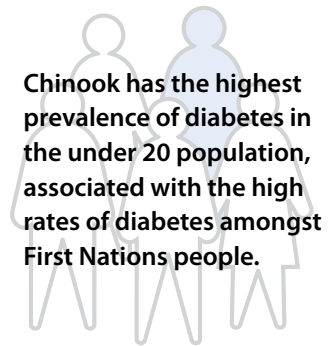 Chinook has the highest
prevalence of diabetes in
the under 20 population,
associated with the high
rates of diabetes amongst
First Nations people.